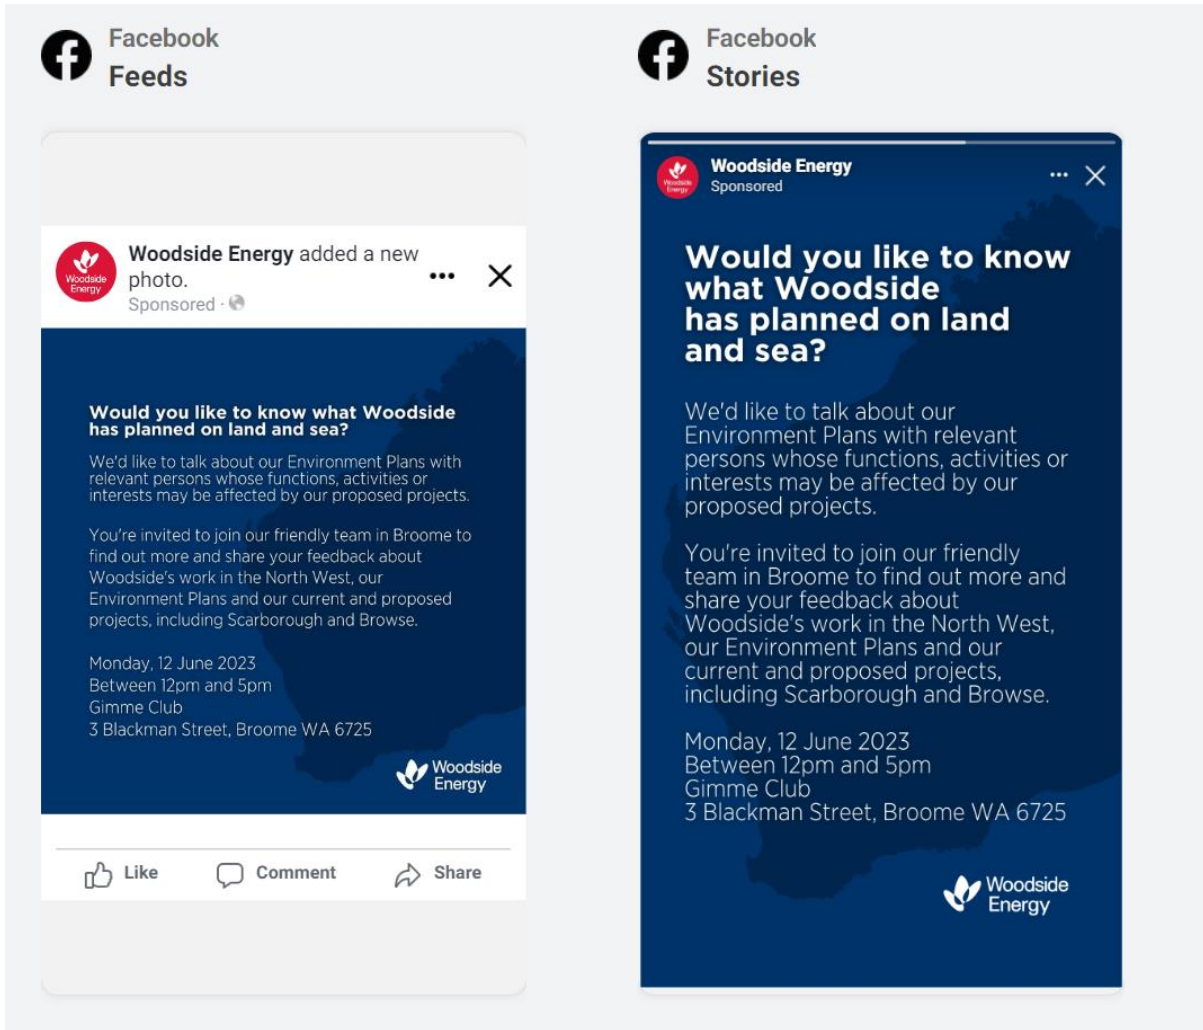 Facebook
Feeds
Woodside Energy
Woodside Energy added a new
photo.
Sponsored ·
Would you like to know what Woodside
has planned on land and sea?
We'd like to talk about our Environment Plans with
relevant persons whose functions, activities or
interests may be affected by our proposed projects.
You're invited to join our friendly team in Broome to
find out more and share your feedback about
Woodside's work in the North West, our
Environment Plans and our current and proposed
projects, including Scarborough and Browse.
Monday, 12 June 2023
Between 12pm and 5pm
Gimme Club
3 Blackman Street, Broome WA 6725
Woodside
Energy
Like Comment Share
Facebook
Stories
Woodside Energy
Woodside Energy
Sponsored
Would you like to know
what Woodside
has planned on land
and sea?
We'd like to talk about our
Environment Plans with relevant
persons whose functions, activities or
interests may be affected by our
proposed projects.
You're invited to join our friendly
team in Broome to find out more and
share your feedback about
Woodside's work in the North West,
our Environment Plans and our
current and proposed projects,
including Scarborough and Browse.
Monday, 12 June 2023
Between 12pm and 5pm
Gimme Club
3 Blackman Street, Broome WA 6725
Woodside
Energy